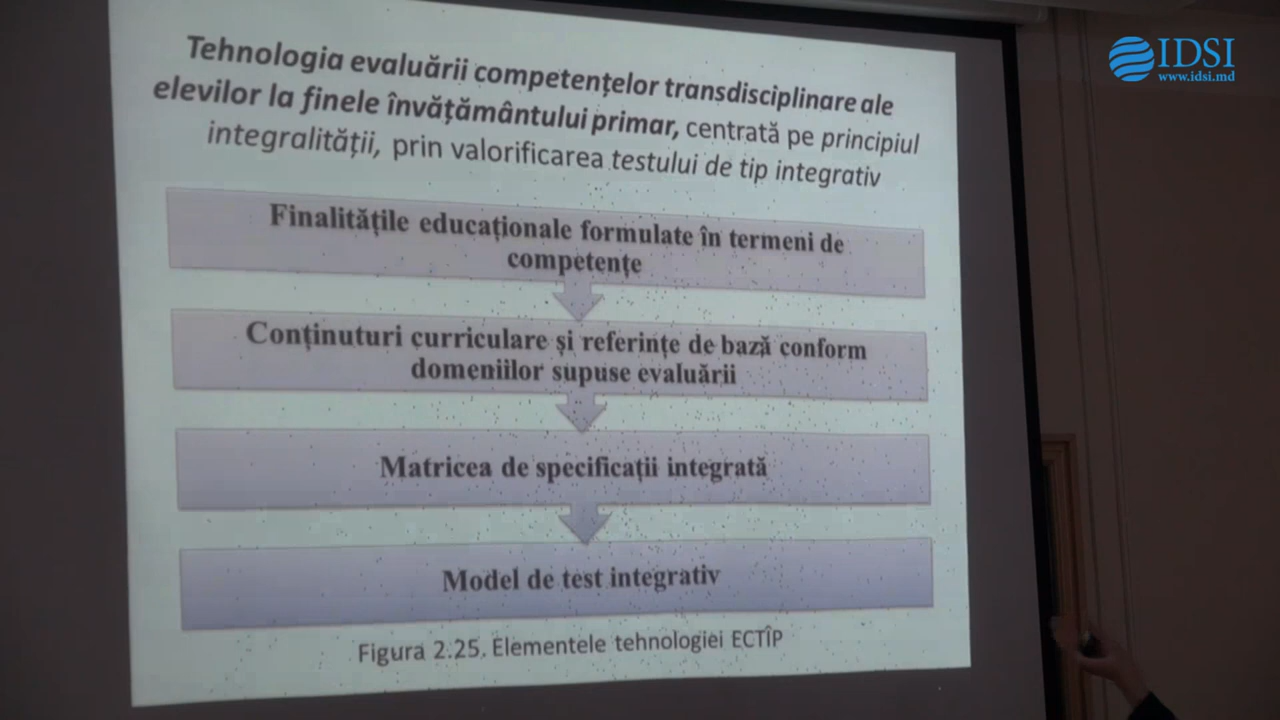 IDSI
www.idsi.md
Tehnologia evaluării competențelor transdisciplinare ale
elevilor la finele învățământului primar, centrată pe principiul
integralității, prin valorificarea testului de tip integrativ
Finalitățile educaționale formulate în termeni de
competențe
Conținuturi curriculare și referințe de bază conform
domeniilor supuse evaluării
Matricea de specificații integrată
Model de test integrativ
Figura 2.25. Elementele tehnologiei ECTÎP